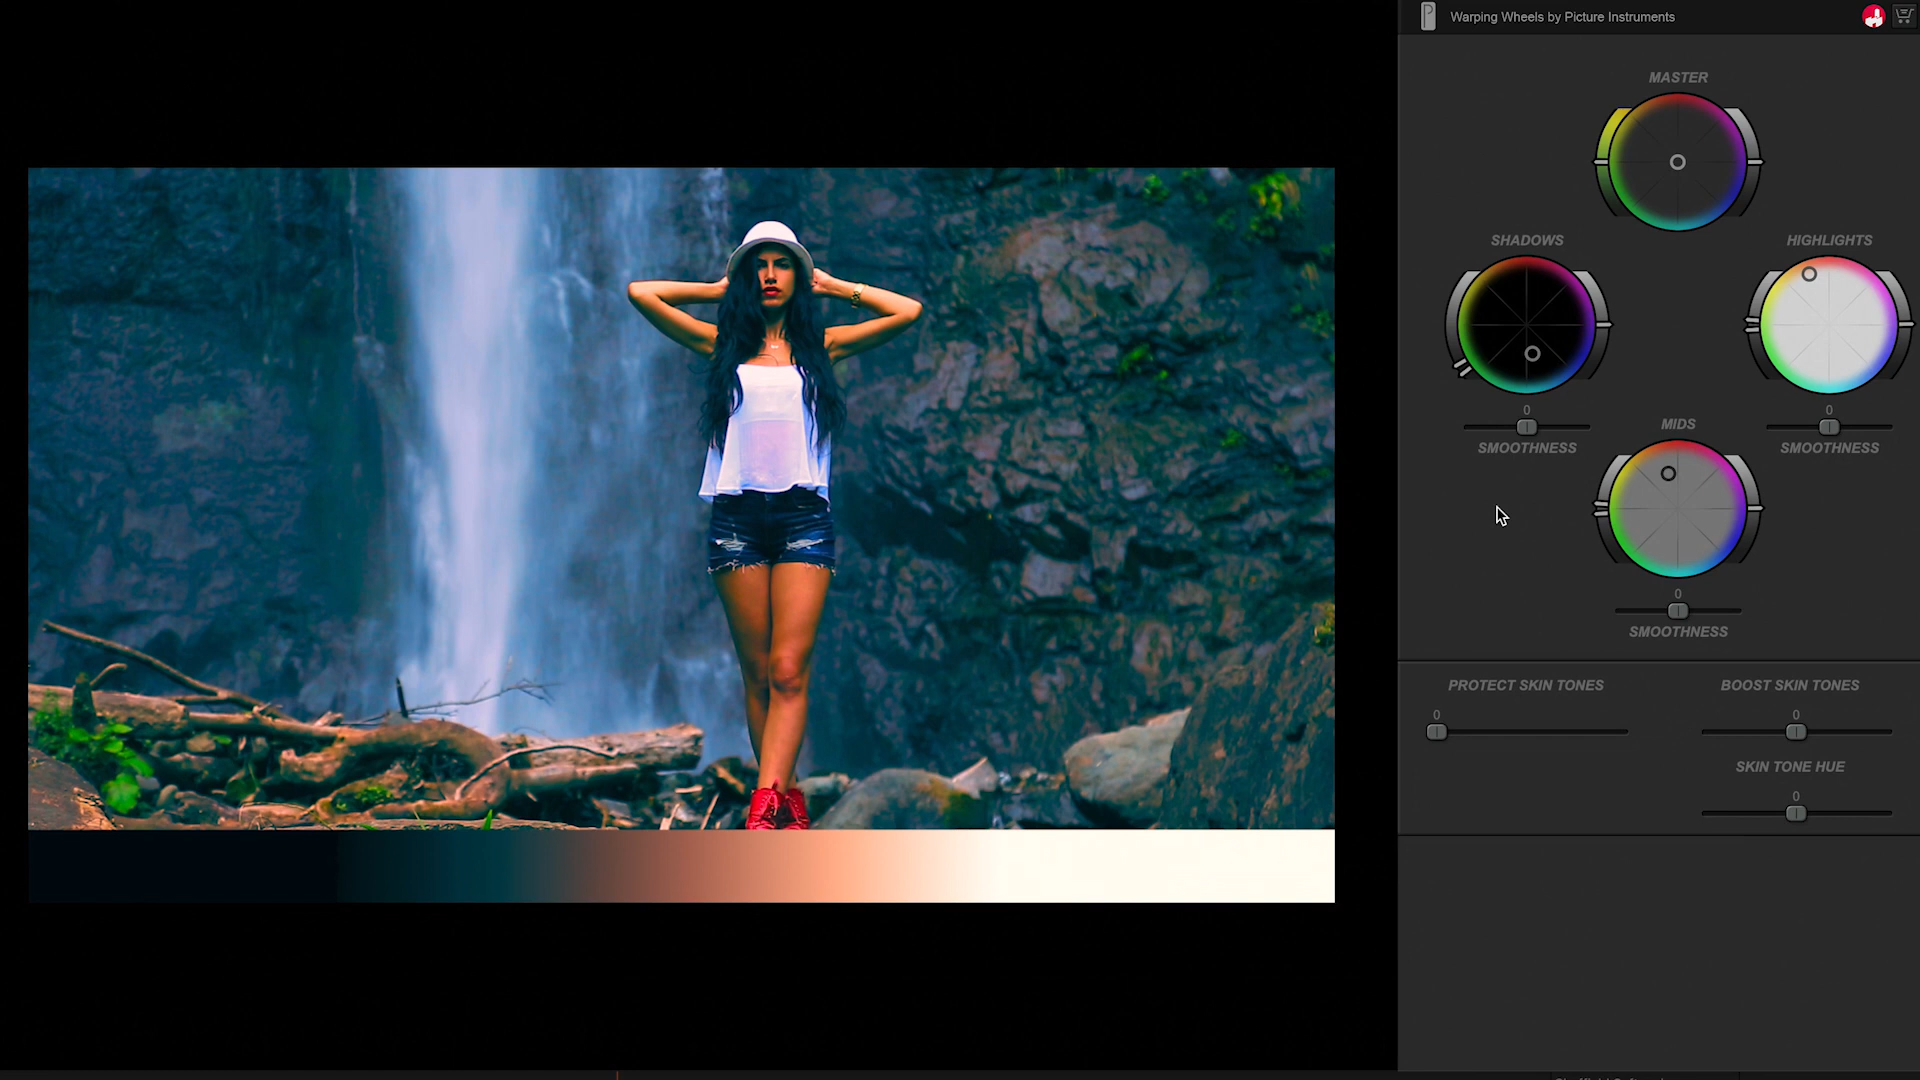 Warping Wheels by Picture Instruments
MASTER
SHADOWS
HIGHLIGHTS
0
0
MIDS
SMOOTHNESS
SMOOTHNESS
0
SMOOTHNESS
PROTECT SKIN TONES
BOOST SKIN TONES
0
0
SKIN TONE HUE
0